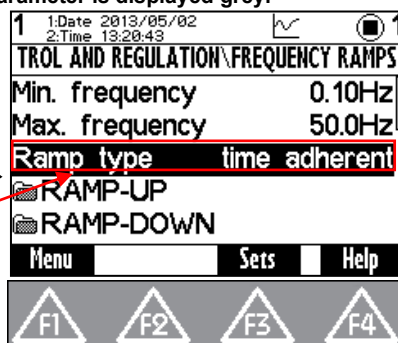 parameter is displayed grey.
1 1:Date 2013/05/02
2:Time 13:20:43
TROL AND REGULATION\FREQUENCY RAMPS
Min. frequency 0.10Hz
Max. frequency 50.0Hz
Ramp type time adherent
RAMP-UP
RAMP-DOWN
Menu Sets Help
F1 F2 F3 F4